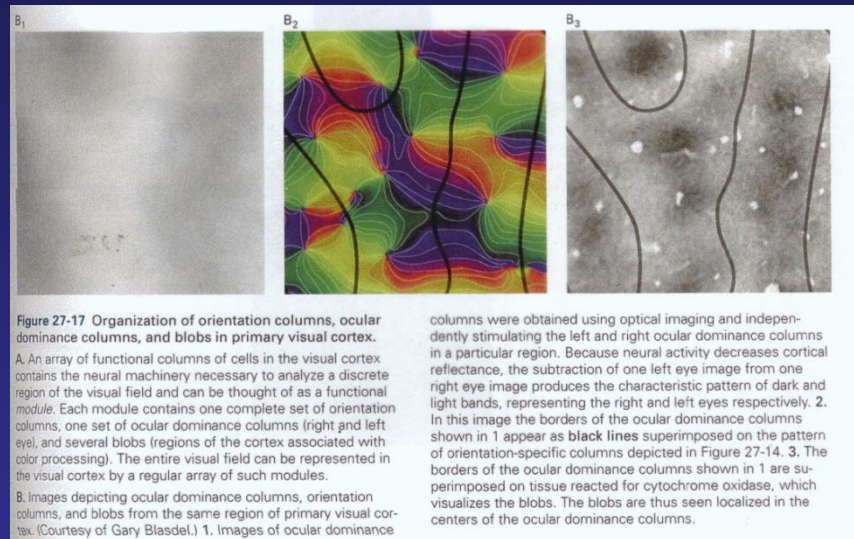 B1
B2
B3
Figure 27-17 Organization of orientation columns, ocular
dominance columns, and blobs in primary visual cortex.
A. An array of functional columns of cells in the visual cortex
contains the neural machinery necessary to analyze a discrete
region of the visual field and can be thought of as a functional
module. Each module contains one complete set of orientation
columns, one set of ocular dominance columns (right and left
eye), and several blobs (regions of the cortex associated with
color processing). The entire visual field can be represented in
the visual cortex by a regular array of such modules.
B. Images depicting ocular dominance columns, orientation
columns, and blobs from the same region of primary visual cor-
tex. (Courtesy of Gary Blasdel.) 1. Images of ocular dominance
columns were obtained using optical imaging and indepen-
dently stimulating the left and right ocular dominance columns
in a particular region. Because neural activity decreases cortical
reflectance, the subtraction of one left eye image from one
right eye image produces the characteristic pattern of dark and
light bands, representing the right and left eyes respectively. 2.
In this image the borders of the ocular dominance columns
shown in 1 appear as black lines superimposed on the pattern
of orientation-specific columns depicted in Figure 27-14. 3. The
borders of the ocular dominance columns shown in 1 are su-
perimposed on tissue reacted for cytochrome oxidase, which
visualizes the blobs. The blobs are thus seen localized in the
centers of the ocular dominance columns.